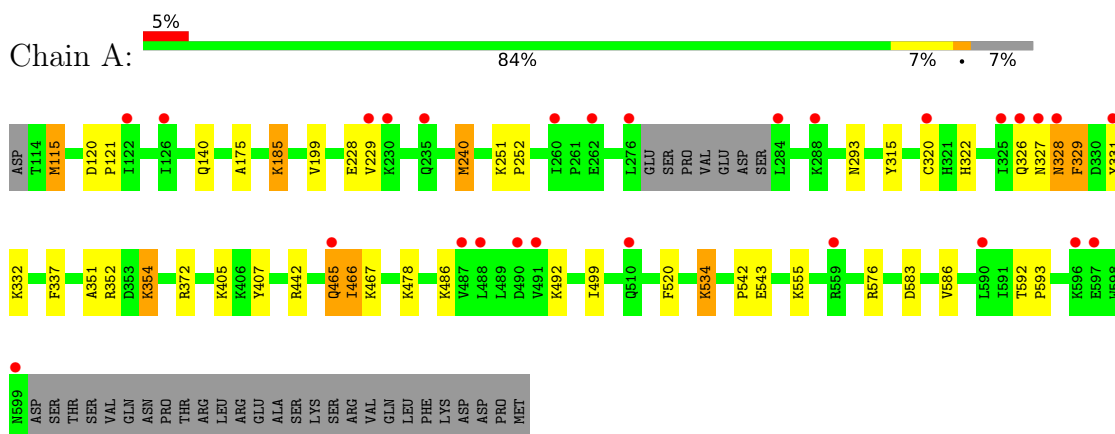 5%
Chain A:
84% 7% • 7%
ASP T114 M115 D120 P121 I122 I126 Q140 A175 K185 V199 E228 V229 K230 Q235 M240 K251 P252 I260 P261 E262 L276 GLU SER PRO VAL GLU ASP SER L284 K288 N293 Y315 C320 H321 H322 I325 Q326 N327 N328 F329 D330 Y331
K332 F337 A351 R352 D353 K354 R372 K405 K406 Y407 R442 Q465 I466 K467 K478 K486 V487 L488 L489 D490 V491 K492 I499 Q510 F520 K534 P542 E543 K555 R559 R576 D583 V586 L590 I591 T592 P593 K596 E597 W598
N599 ASP SER THR SER VAL GLN ASN PRO THR ARG LEU ARG GLU ALA SER LYS SER ARG VAL GLN LEU PHE LYS ASP ASP PRO MET